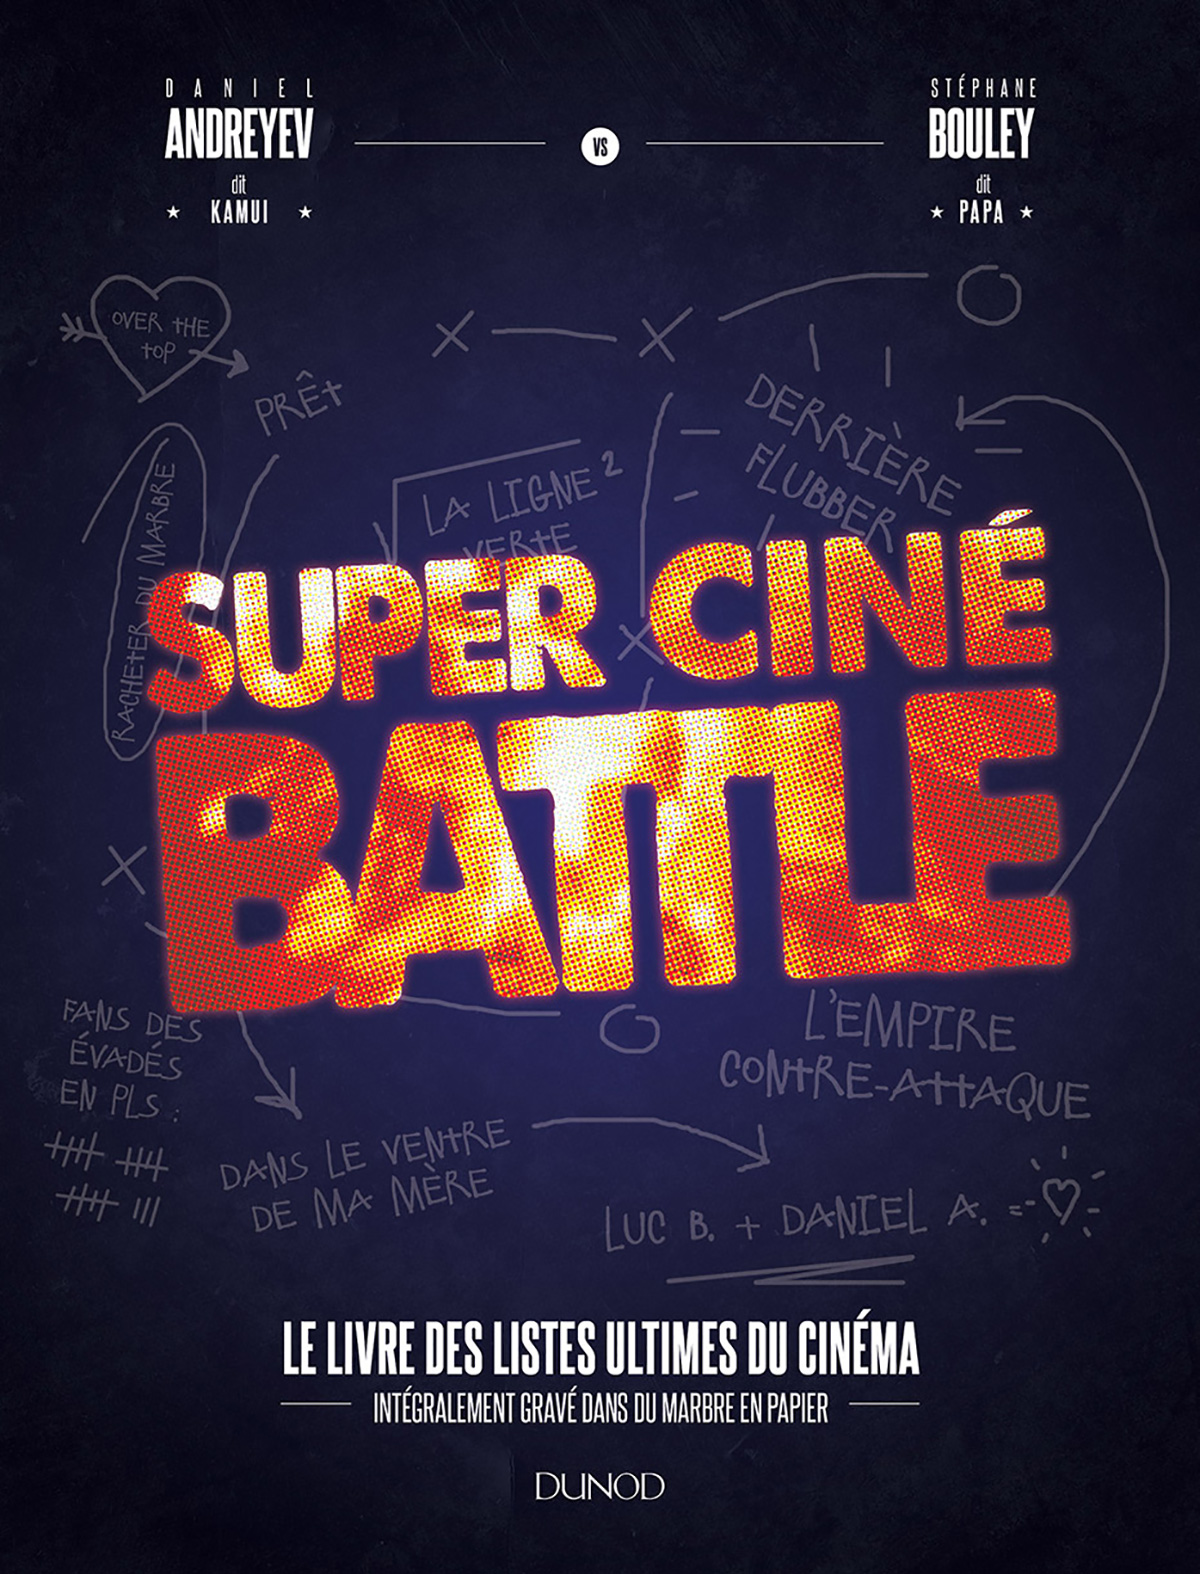 DANIEL
ANDREYEV
dit
★ KAMUI ★
VS
STÉPHANE
BOULEY
dit
★ PAPA ★
OVER THE
TOP
PRÊT
RACHETER DU MARBRE
LA LIGNE 2
VERTE
DERRIÈRE
FLUBBER
SUPER CINÉ
BATTLE
FANS DES
ÉVADÉS
EN PLS :
L'EMPIRE
CONTRE-ATTAQUE
DANS LE VENTRE
DE MA MÈRE
LUC B. + DANIEL A. =
LE LIVRE DES LISTES ULTIMES DU CINÉMA
INTÉGRALEMENT GRAVÉ DANS DU MARBRE EN PAPIER
DUNOD